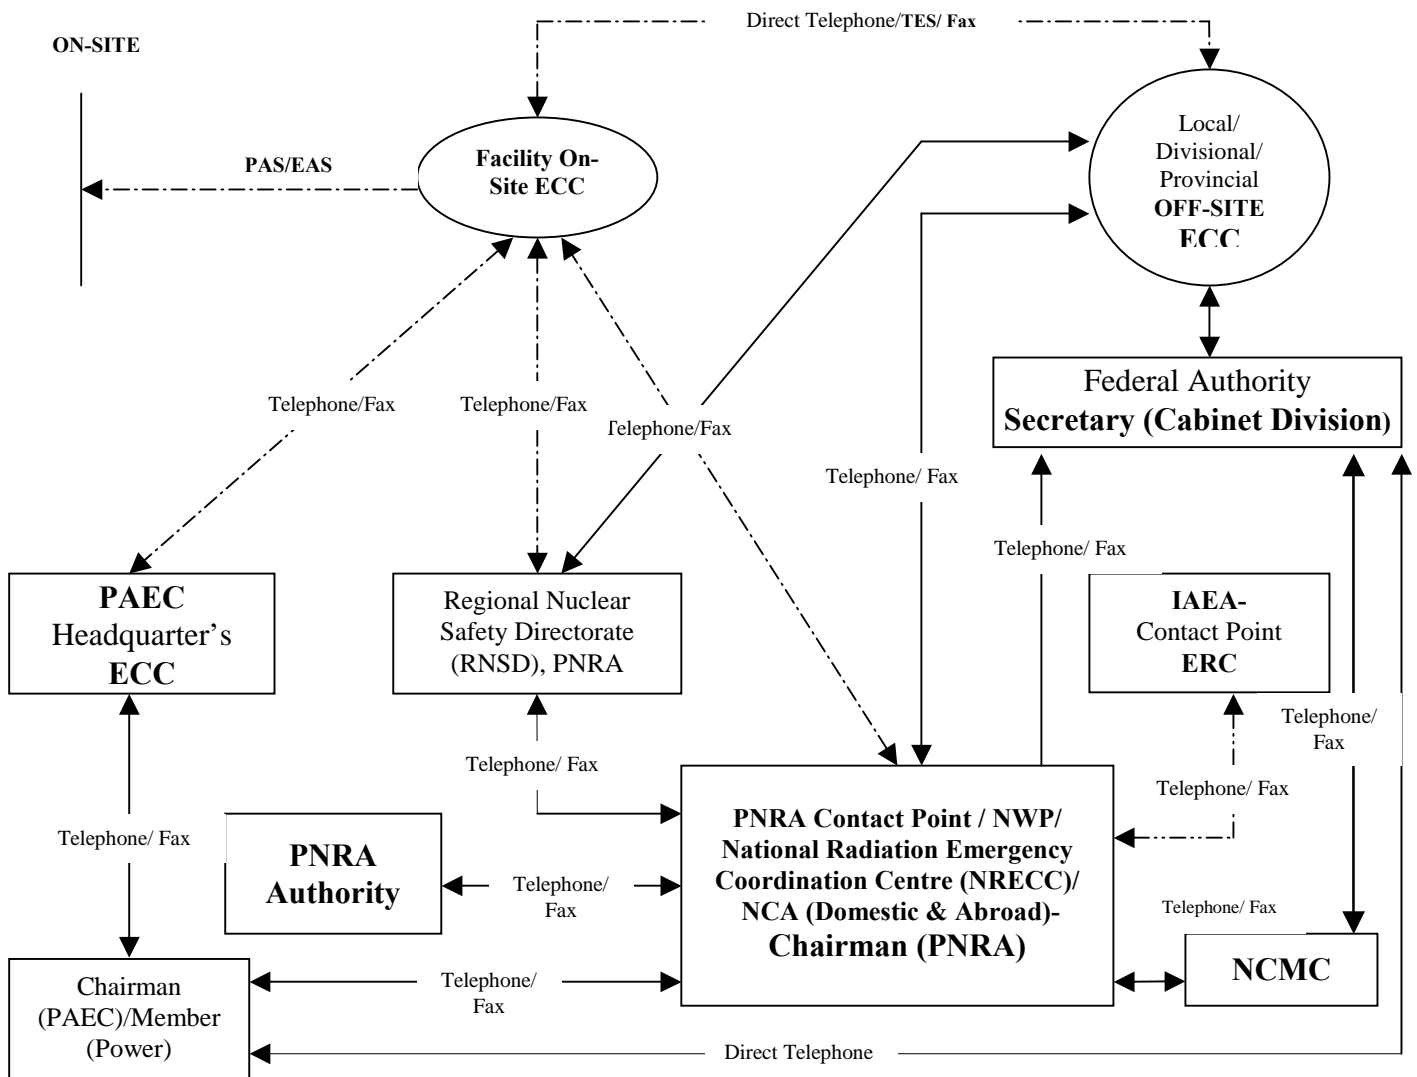 Direct Telephone/TES/ Fax
ON-SITE
PAS/EAS
Facility On-
Site ECC
Local/
Divisional/
Provincial
OFF-SITE
ECC
Federal Authority
Secretary (Cabinet Division)
Telephone/Fax
Telephone/Fax
Telephone/Fax
Telephone/ Fax
Telephone/ Fax
PAEC
Headquarter's
ECC
Regional Nuclear
Safety Directorate
(RNSD), PNRA
IAEA-
Contact Point
ERC
Telephone/
Fax
Telephone/ Fax
Telephone/ Fax
Telephone/ Fax
PNRA
Authority
Telephone/
Fax
PNRA Contact Point / NWP/
National Radiation Emergency
Coordination Centre (NRECC)/
NCA (Domestic & Abroad)-
Chairman (PNRA)
Telephone/ Fax
NCMC
Chairman
(PAEC)/Member
(Power)
Telephone/
Fax
Direct Telephone